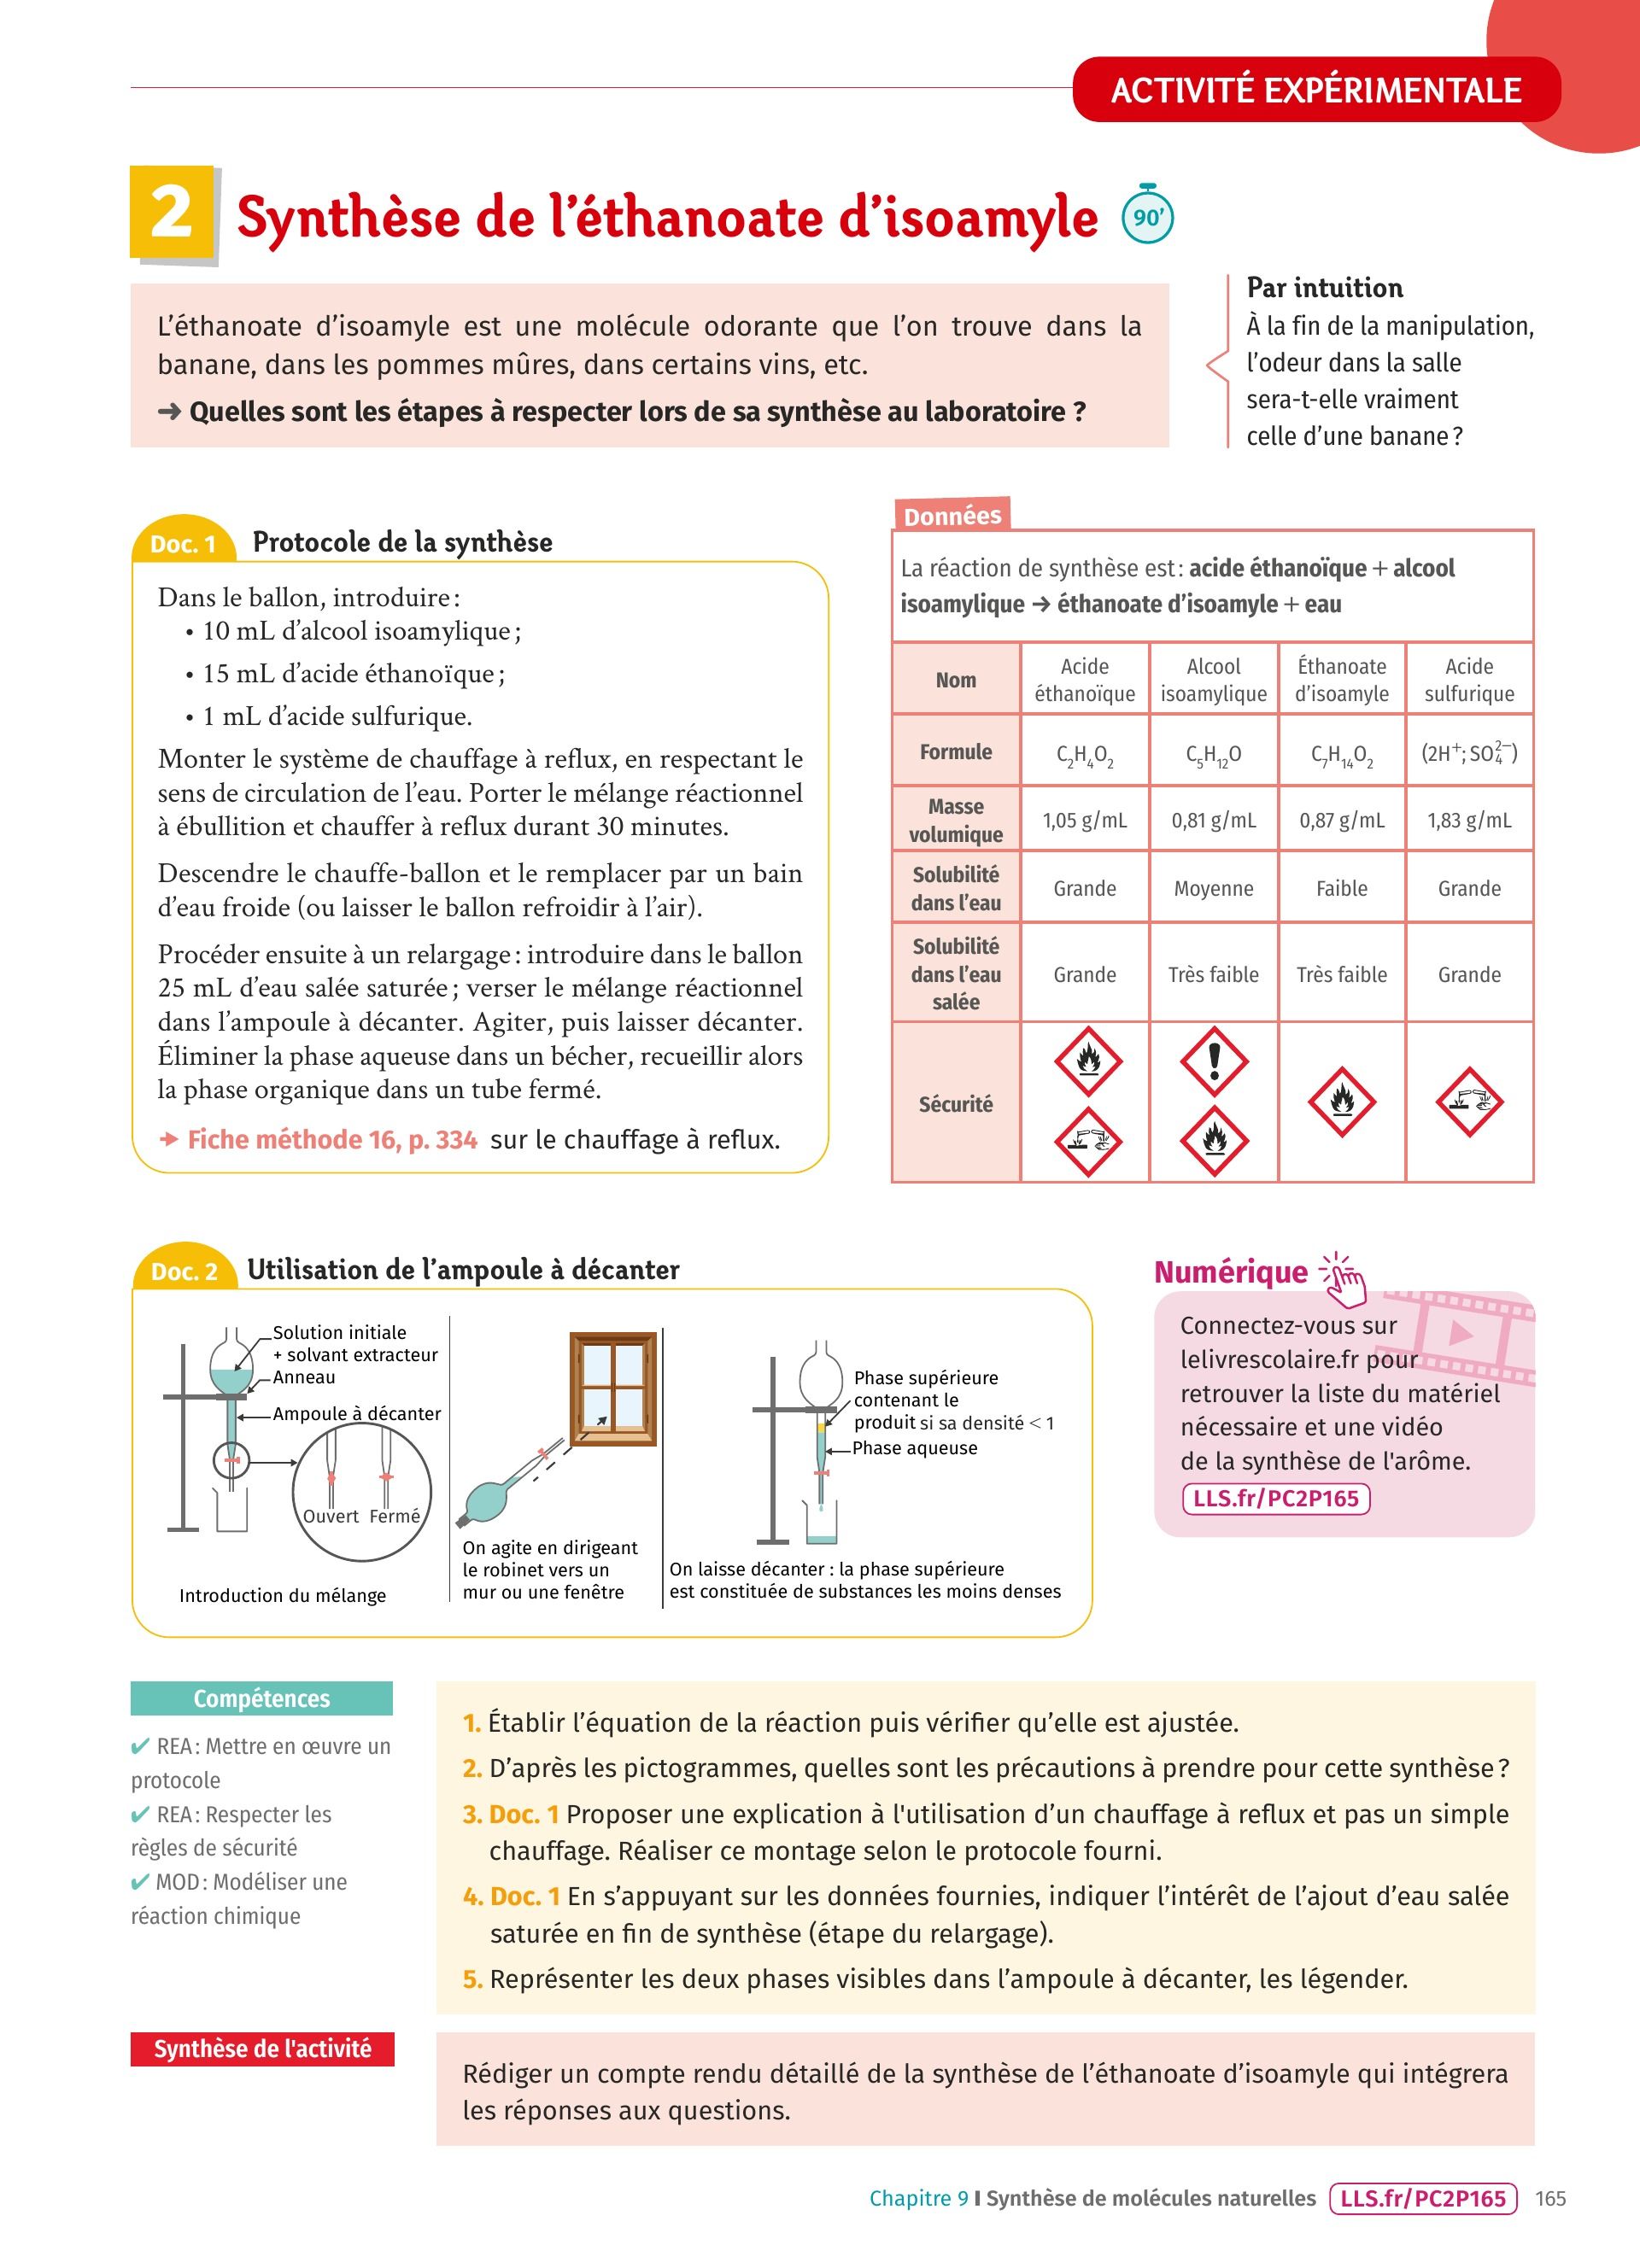 ACTIVITÉ EXPÉRIMENTALE
2 Synthèse de l'éthanoate d'isoamyle 90'
L'éthanoate d'isoamyle est une molécule odorante que l'on trouve dans la
banane, dans les pommes mûres, dans certains vins, etc.
➜ Quelles sont les étapes à respecter lors de sa synthèse au laboratoire ?
Par intuition
À la fin de la manipulation,
l'odeur dans la salle
sera-t-elle vraiment
celle d'une banane ?
Doc. 1 Protocole de la synthèse
Dans le ballon, introduire :
• 10 mL d'alcool isoamylique ;
• 15 mL d'acide éthanoïque ;
• 1 mL d'acide sulfurique.
Monter le système de chauffage à reflux, en respectant le
sens de circulation de l'eau. Porter le mélange réactionnel
à ébullition et chauffer à reflux durant 30 minutes.
Descendre le chauffe-ballon et le remplacer par un bain
d'eau froide (ou laisser le ballon refroidir à l'air).
Procéder ensuite à un relargage : introduire dans le ballon
25 mL d'eau salée saturée ; verser le mélange réactionnel
dans l'ampoule à décanter. Agiter, puis laisser décanter.
Éliminer la phase aqueuse dans un bécher, recueillir alors
la phase organique dans un tube fermé.
➔ Fiche méthode 16, p. 334 sur le chauffage à reflux.
Données
La réaction de synthèse est : acide éthanoïque + alcool
isoamylique → éthanoate d'isoamyle + eau
Nom
Acide
éthanoïque
Alcool
isoamylique
Éthanoate
d'isoamyle
Acide
sulfurique
Formule
C₂H₄O₂
C₅H₁₂O
C₇H₁₄O₂
(2H⁺; SO₄²⁻)
Masse
volumique
1,05 g/mL
0,81 g/mL
0,87 g/mL
1,83 g/mL
Solubilité
dans l'eau
Grande
Moyenne
Faible
Grande
Solubilité
dans l'eau
salée
Grande
Très faible
Très faible
Grande
Sécurité
Doc. 2 Utilisation de l'ampoule à décanter
Solution initiale
+ solvant extracteur
Anneau
Ampoule à décanter
Ouvert Fermé
Introduction du mélange
On agite en dirigeant
le robinet vers un
mur ou une fenêtre
Phase supérieure
contenant le
produit si sa densité < 1
Phase aqueuse
On laisse décanter : la phase supérieure
est constituée de substances les moins denses
Numérique
Connectez-vous sur
lelivrescolaire.fr pour
retrouver la liste du matériel
nécessaire et une vidéo
de la synthèse de l'arôme.
LLS.fr/PC2P165
Compétences
✔ REA : Mettre en œuvre un
protocole
✔ REA : Respecter les
règles de sécurité
✔ MOD : Modéliser une
réaction chimique
1. Établir l'équation de la réaction puis vérifier qu'elle est ajustée.
2. D'après les pictogrammes, quelles sont les précautions à prendre pour cette synthèse ?
3. Doc. 1 Proposer une explication à l'utilisation d'un chauffage à reflux et pas un simple
chauffage. Réaliser ce montage selon le protocole fourni.
4. Doc. 1 En s'appuyant sur les données fournies, indiquer l'intérêt de l'ajout d'eau salée
saturée en fin de synthèse (étape du relargage).
5. Représenter les deux phases visibles dans l'ampoule à décanter, les légender.
Synthèse de l'activité
Rédiger un compte rendu détaillé de la synthèse de l'éthanoate d'isoamyle qui intégrera
les réponses aux questions.
Chapitre 9 I Synthèse de molécules naturelles LLS.fr/PC2P165 165